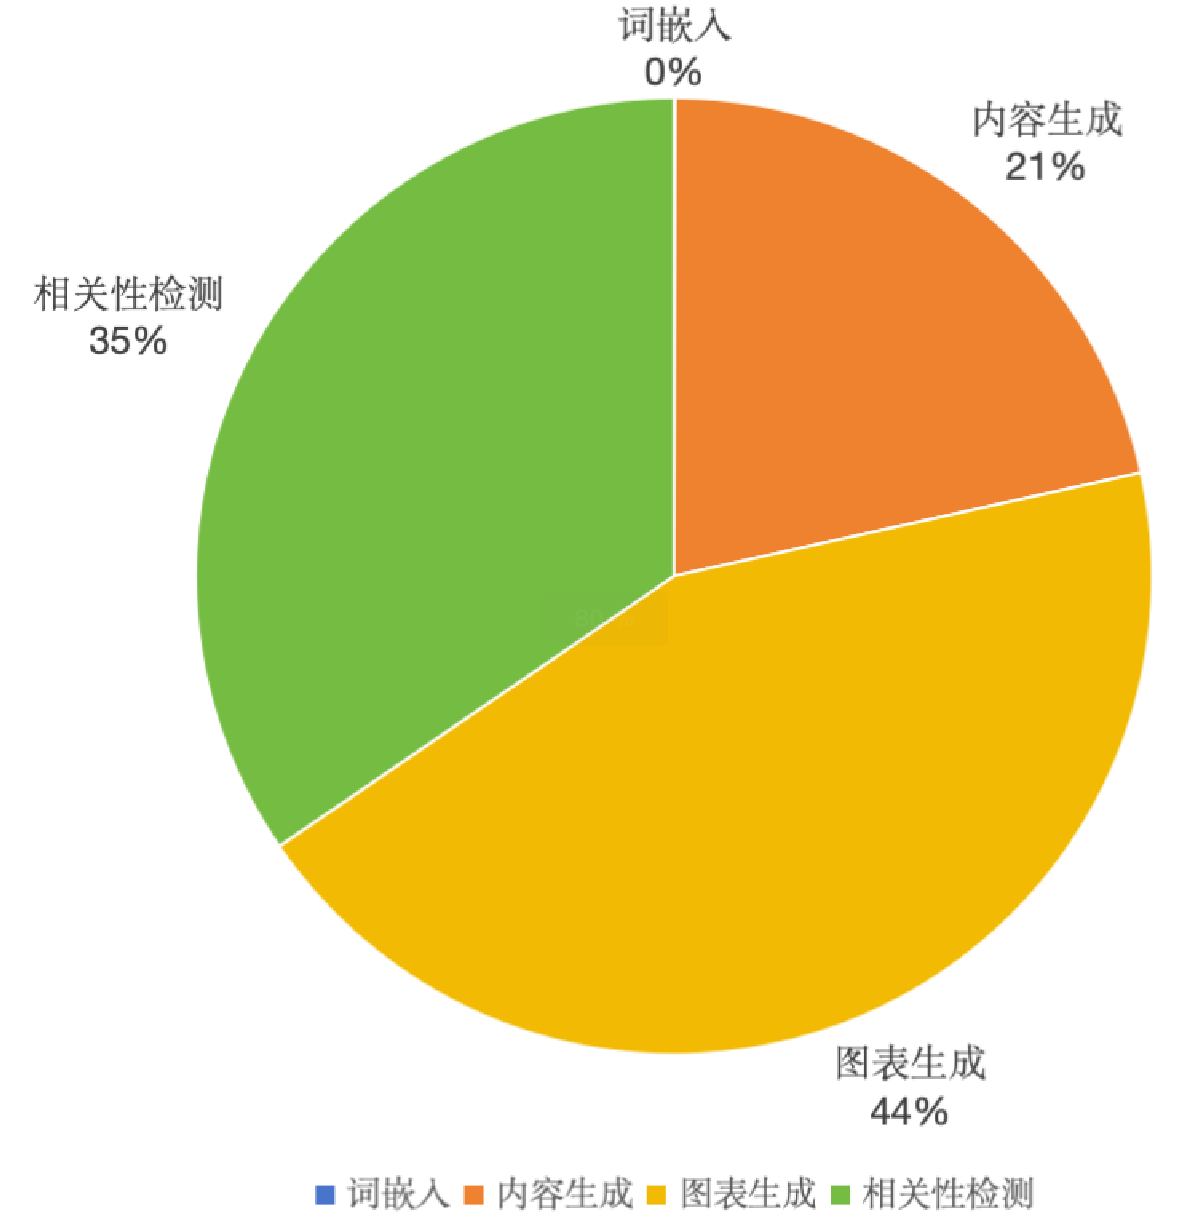 词嵌入
0%
内容生成
21%
相关性检测
35%
图表生成
44%
词嵌入 内容生成 图表生成 相关性检测